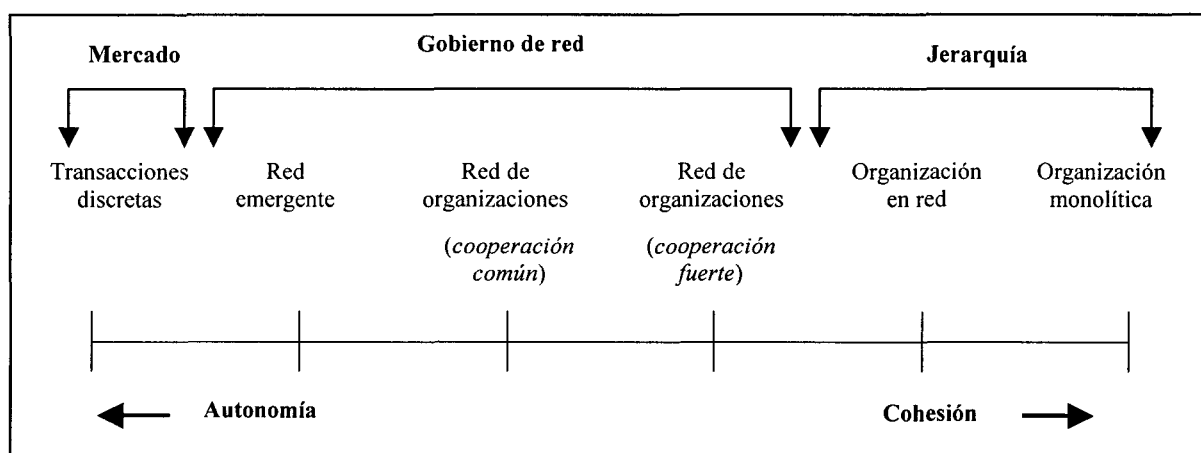 Mercado
Gobierno de red
Jerarquía
Transacciones
discretas
Red
emergente
Red de
organizaciones
(cooperación
común)
Red de
organizaciones
(cooperación
fuerte)
Organización
en red
Organización
monolítica
Autonomía
Cohesión